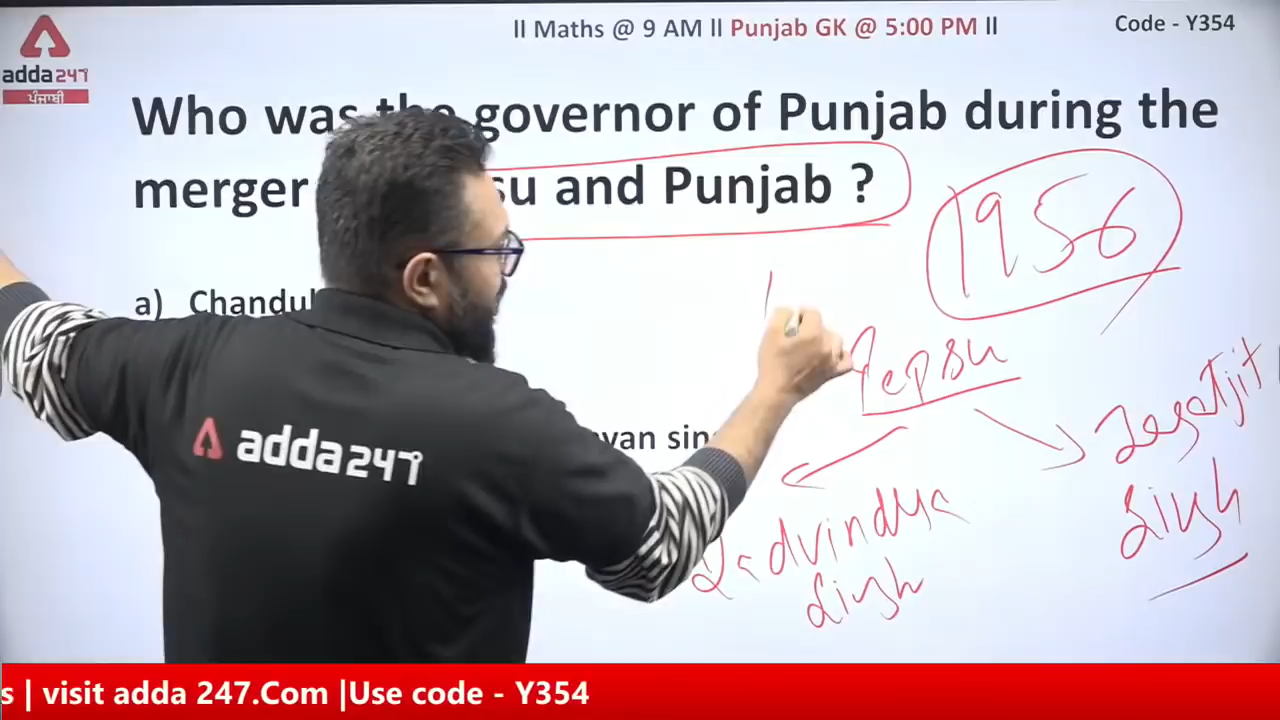 ll Maths @ 9 AM ll Punjab GK @ 5:00 PM ll
Code - Y354
adda247
ਪੰਜਾਬੀ
Who was the governor of Punjab during the
merger su and Punjab ?
1956
a) Chandul
Pepsu
Jagatjit
Singh
van sin
Yadvindha
Singh
adda247
s | visit adda 247.Com |Use code - Y354